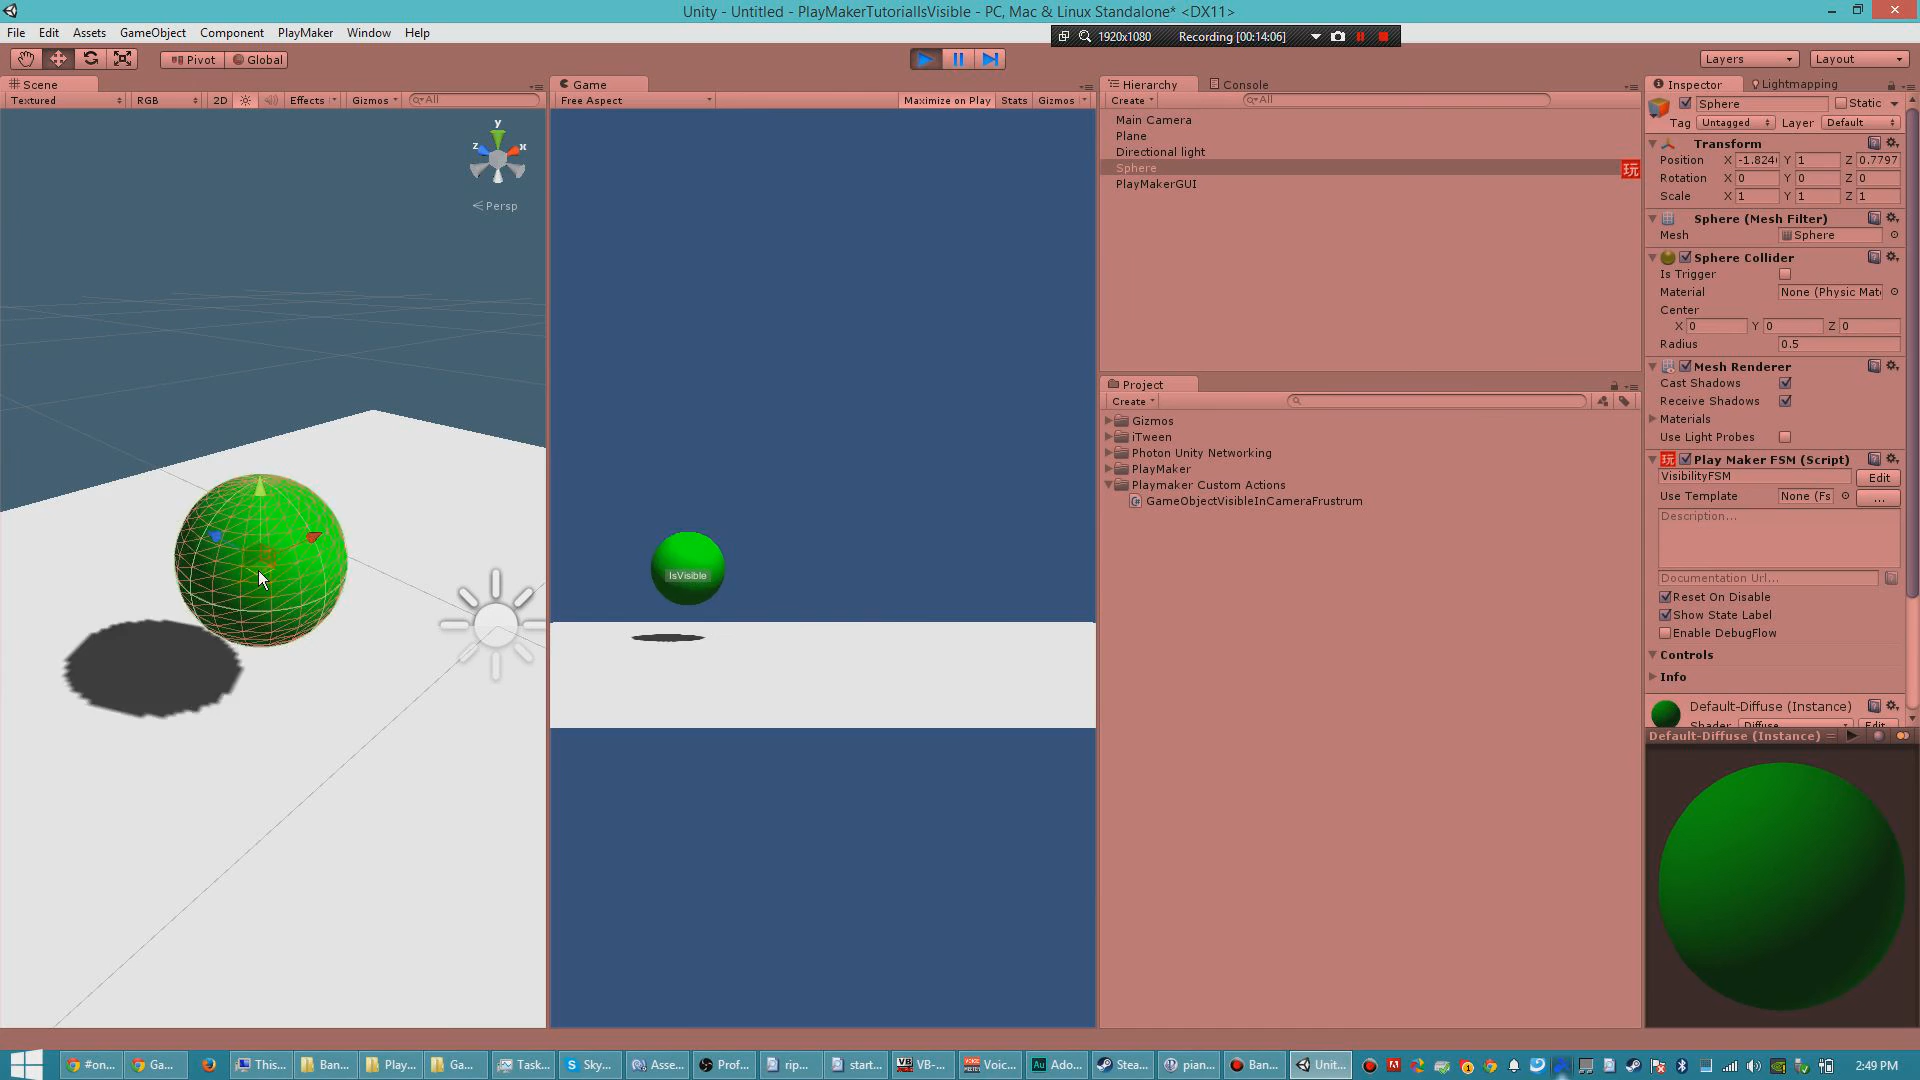 Unity - Untitled - PlayMakerTutorialIsVisible - PC, Mac & Linux Standalone* <DX11>
File Edit Assets GameObject Component PlayMaker Window Help
1920x1080 Recording [00:14:06]
Pivot Global
Layers Layout
Scene
Textured RGB 2D Effects Gizmos All
y
z x
Persp
Game
Free Aspect Maximize on Play Stats Gizmos
IsVisible
Hierarchy Console
Create All
Main Camera
Plane
Directional light
Sphere 玩
PlayMakerGUI
Project
Create
Gizmos
iTween
Photon Unity Networking
PlayMaker
Playmaker Custom Actions
GameObjectVisibleInCameraFrustrum
Inspector Lightmapping
Sphere Static
Tag Untagged Layer Default
Transform
Position X -1.824 Y 1 Z 0.7797
Rotation X 0 Y 0 Z 0
Scale X 1 Y 1 Z 1
Sphere (Mesh Filter)
Mesh Sphere
Sphere Collider
Is Trigger
Material None (Physic Mat
Center
X 0 Y 0 Z 0
Radius 0.5
Mesh Renderer
Cast Shadows
Receive Shadows
Materials
Use Light Probes
玩 Play Maker FSM (Script)
VisibilityFSM Edit
Use Template None (Fs ...
Description...
Documentation Url...
Reset On Disable
Show State Label
Enable DebugFlow
Controls
Info
Default-Diffuse (Instance)
Shader Diffuse Edit
Default-Diffuse (Instance)
#on... Ga... This... Ban... Play... Ga... Task... Sky... Asse... Prof... rip... start... VB-... Voic... Ado... Stea... pian... Ban... Unit... 2:49 PM